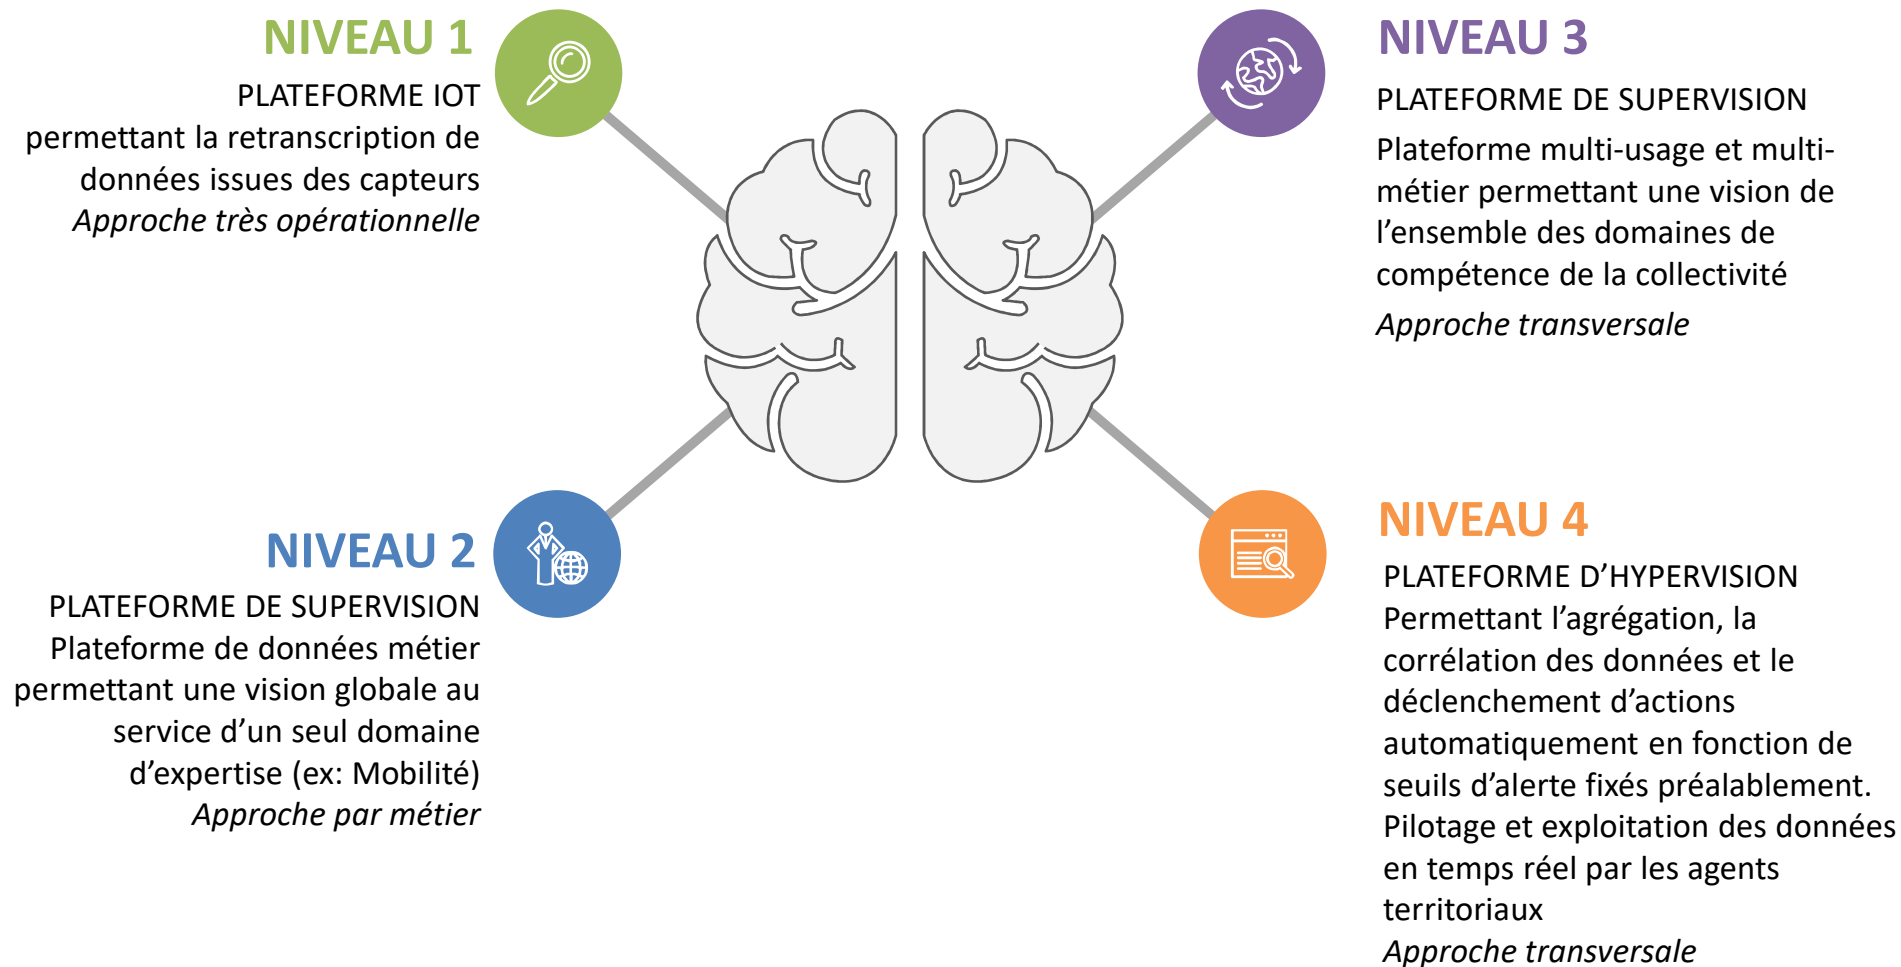 NIVEAU 1
PLATEFORME IOT
permettant la retranscription de
données issues des capteurs
Approche très opérationnelle
NIVEAU 2
PLATEFORME DE SUPERVISION
Plateforme de données métier
permettant une vision globale au
service d’un seul domaine
d’expertise (ex: Mobilité)
Approche par métier
NIVEAU 3
PLATEFORME DE SUPERVISION
Plateforme multi-usage et multi-
métier permettant une vision de
l’ensemble des domaines de
compétence de la collectivité
Approche transversale
NIVEAU 4
PLATEFORME D’HYPERVISION
Permettant l’agrégation, la
corrélation des données et le
déclenchement d’actions
automatiquement en fonction de
seuils d’alerte fixés préalablement.
Pilotage et exploitation des données
en temps réel par les agents
territoriaux
Approche transversale